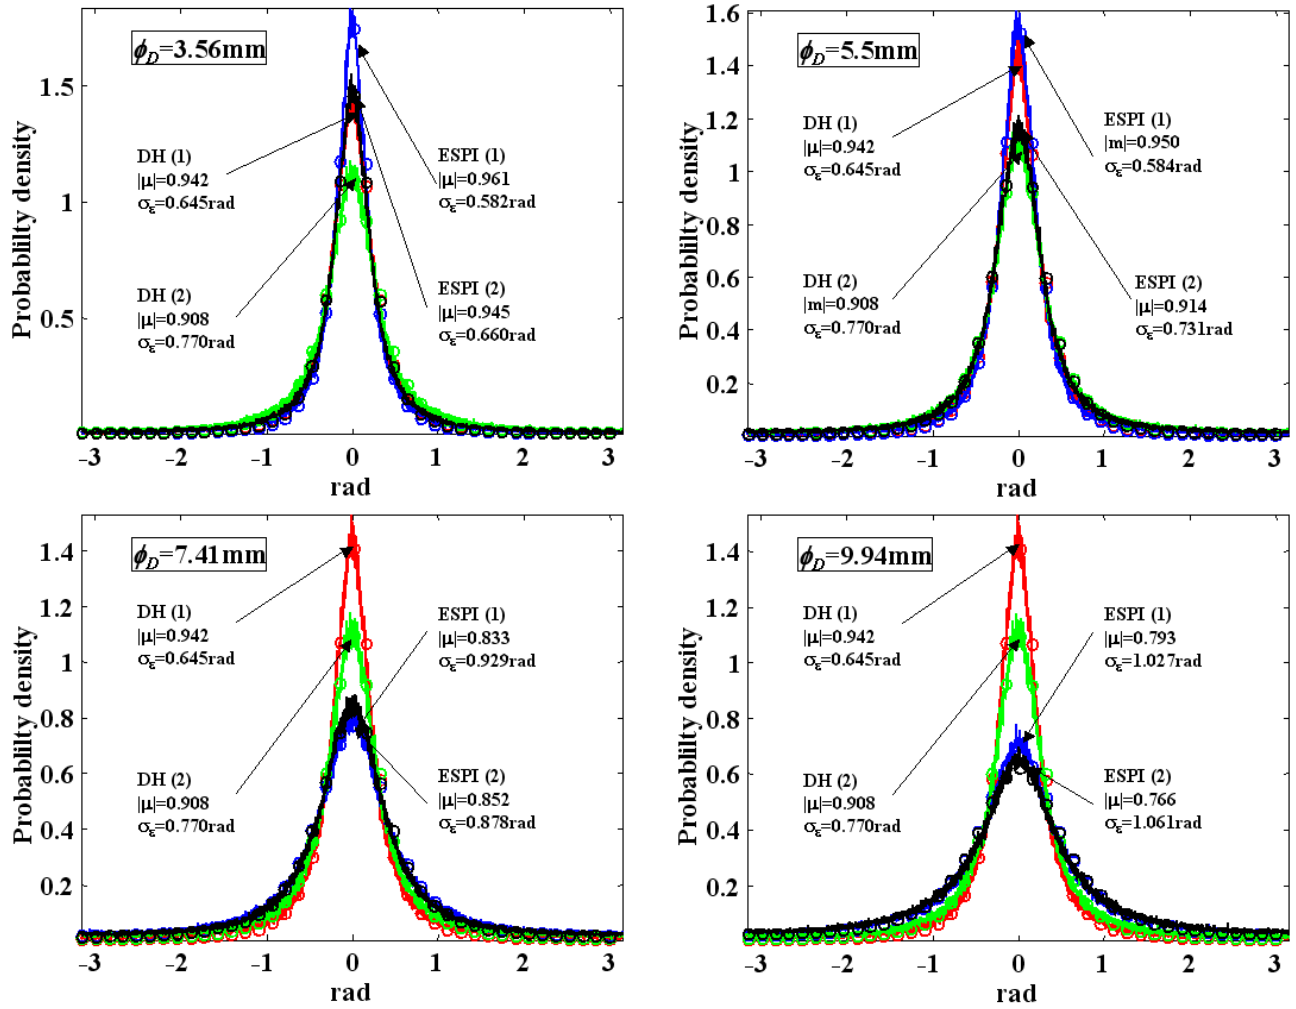 ϕD=3.56mm
Probablilty density
1.5
1
0.5
DH (1)
|μ|=0.942
σε=0.645rad
ESPI (1)
|μ|=0.961
σε=0.582rad
DH (2)
|μ|=0.908
σε=0.770rad
ESPI (2)
|μ|=0.945
σε=0.660rad
−3 −2 −1 0 1 2 3
rad
ϕD=5.5mm
Probablilty density
1.6
1.4
1.2
1
0.8
0.6
0.4
0.2
DH (1)
|μ|=0.942
σε=0.645rad
ESPI (1)
|m|=0.950
σε=0.584rad
DH (2)
|m|=0.908
σε=0.770rad
ESPI (2)
|μ|=0.914
σε=0.731rad
−3 −2 −1 0 1 2 3
rad
ϕD=7.41mm
Probablilty density
1.4
1.2
1
0.8
0.6
0.4
0.2
DH (1)
|μ|=0.942
σε=0.645rad
ESPI (1)
|μ|=0.833
σε=0.929rad
DH (2)
|μ|=0.908
σε=0.770rad
ESPI (2)
|μ|=0.852
σε=0.878rad
−3 −2 −1 0 1 2 3
rad
ϕD=9.94mm
Probablilty density
1.4
1.2
1
0.8
0.6
0.4
0.2
DH (1)
|μ|=0.942
σε=0.645rad
ESPI (1)
|μ|=0.793
σε=1.027rad
DH (2)
|μ|=0.908
σε=0.770rad
ESPI (2)
|μ|=0.766
σε=1.061rad
−3 −2 −1 0 1 2 3
rad